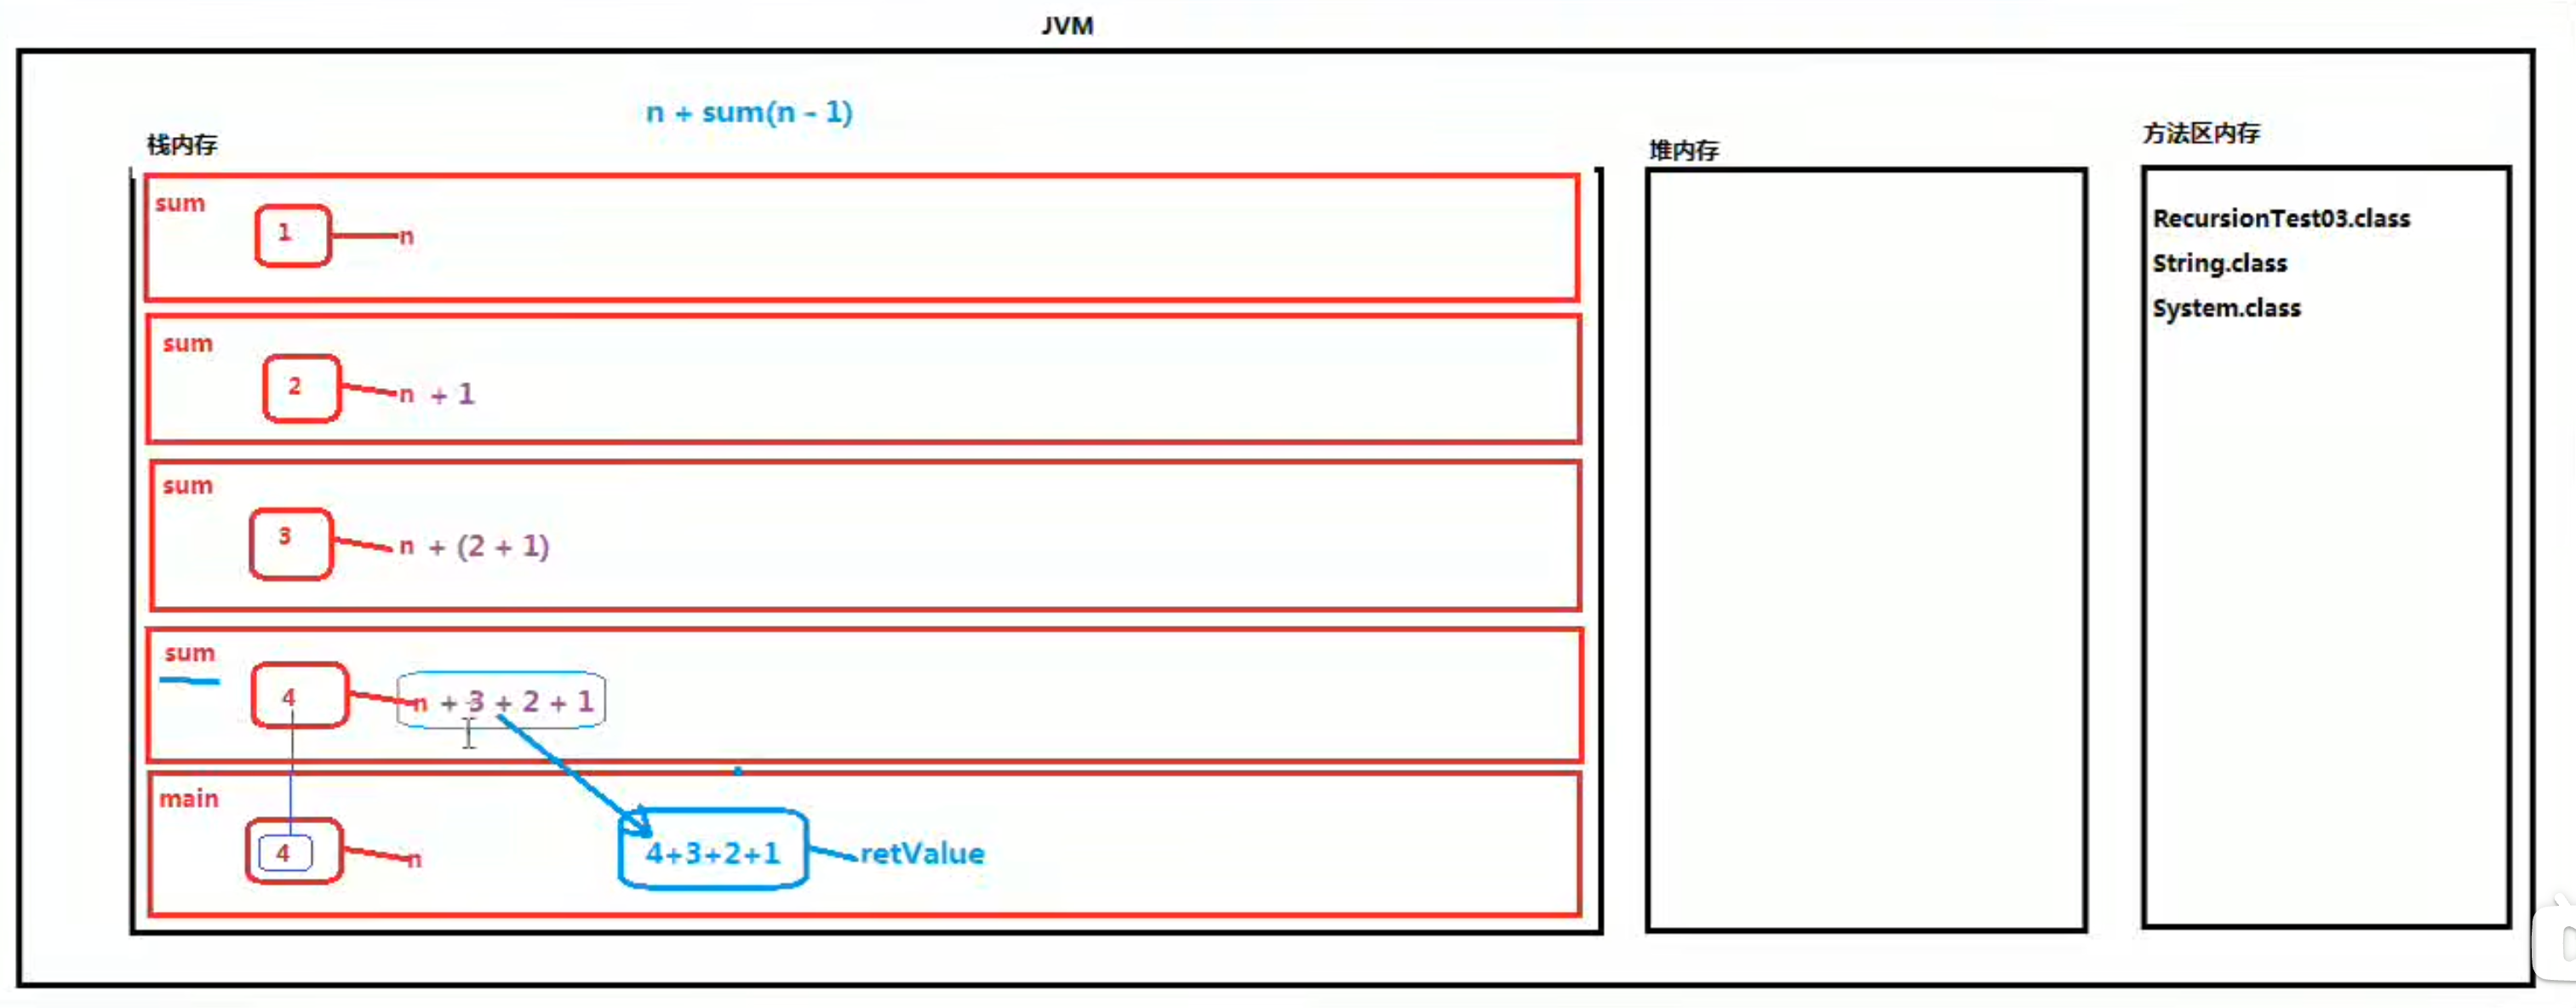 JVM
n + sum(n - 1)
栈内存
sum
1
n
sum
2
n + 1
sum
3
n + (2 + 1)
sum
4
n + 3 + 2 + 1
main
4
n
4+3+2+1
retValue
堆内存
方法区内存
RecursionTest03.class
String.class
System.class